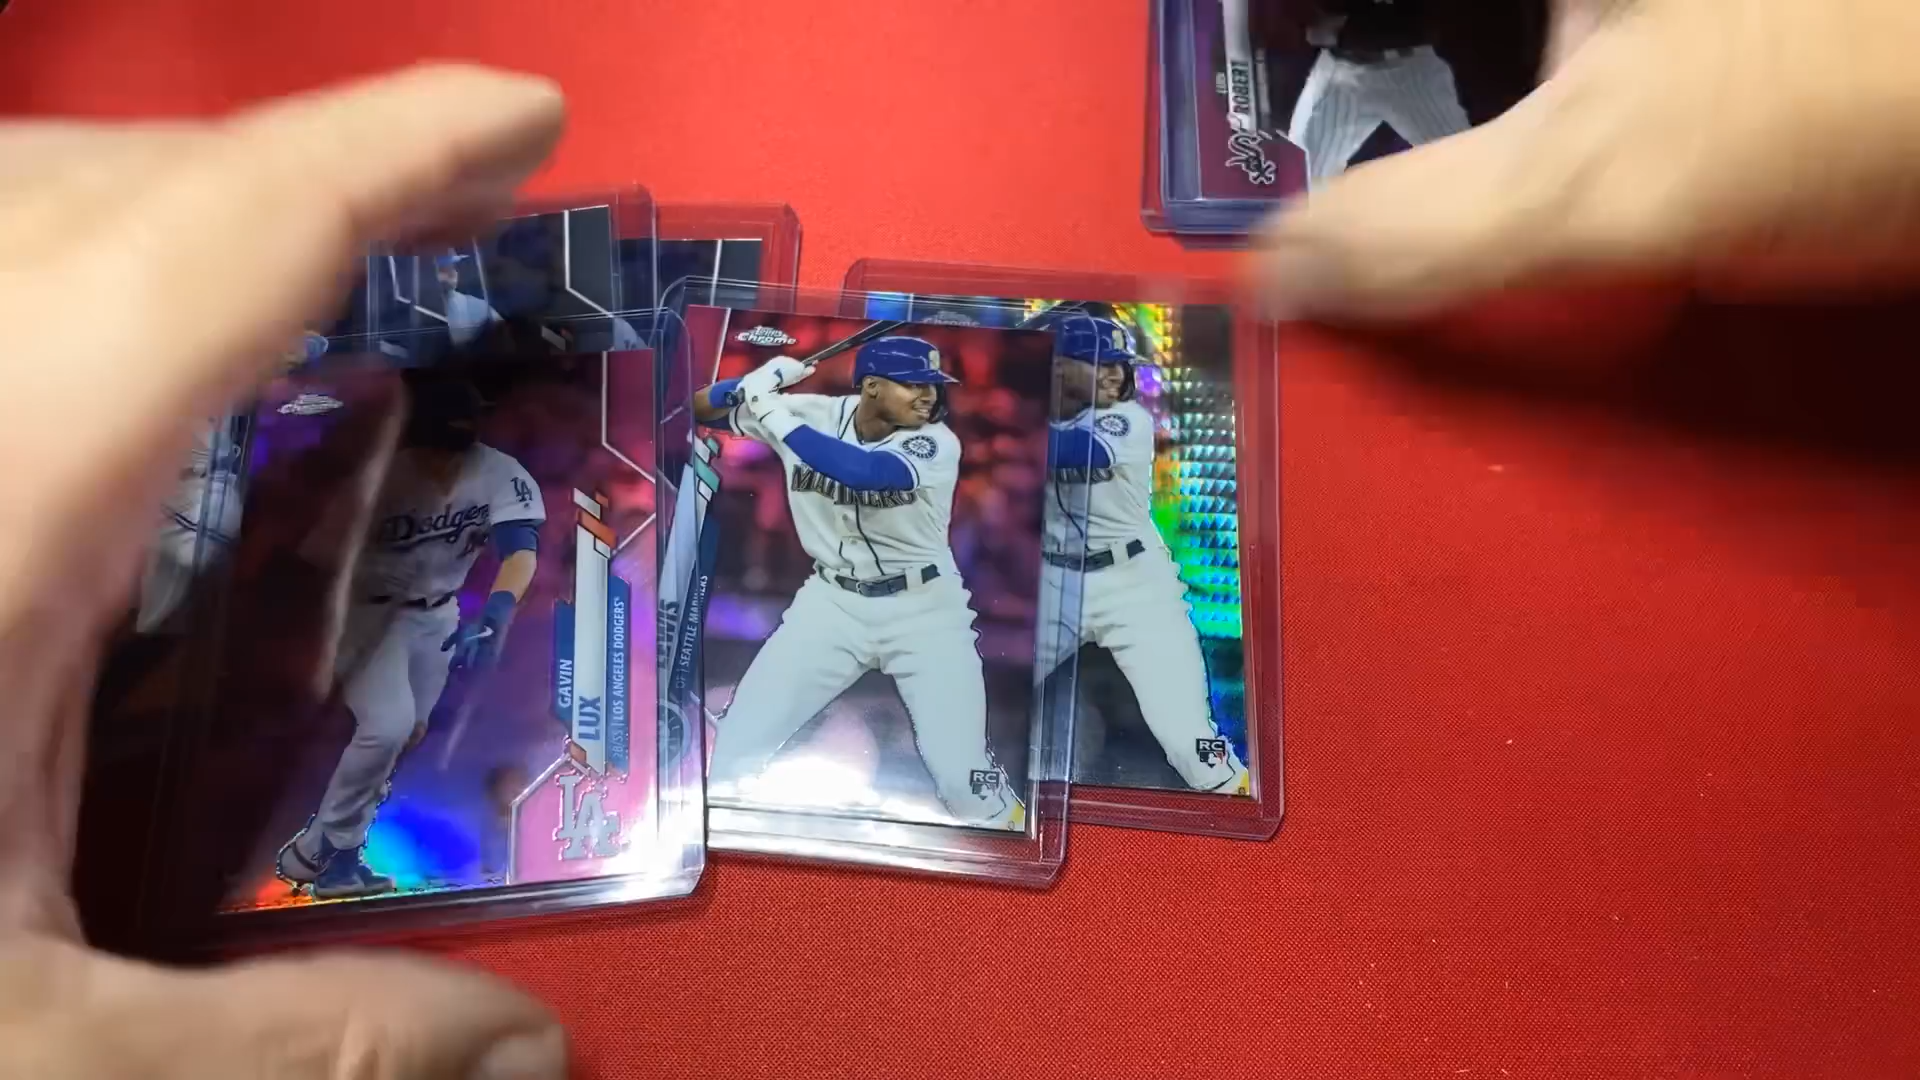 ROBERT
Sox
Topps
Chrome
MARINERS
SEATTLE MARINERS
RC
RC
Dodgers
LA
GAVIN
LUX
2B/SS | LOS ANGELES DODGERS
LA